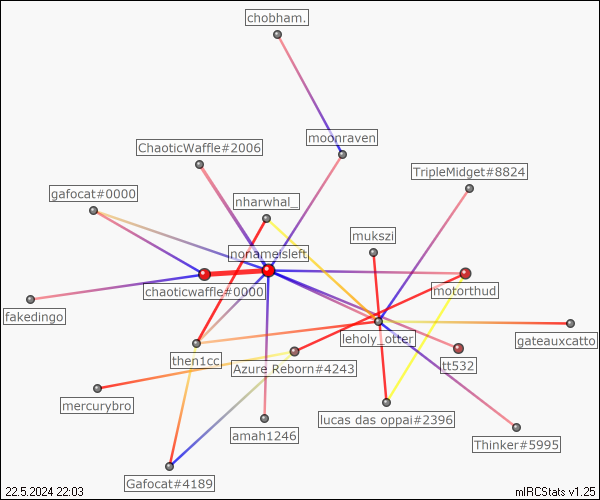 chobham.
moonraven
ChaoticWaffle#2006
TripleMidget#8824
gafocat#0000
nharwhal_
mukszi
nonamesleft
chaoticwaffle#0000
motorthud
fakedingo
leholy_otter
gateauxcatto
then1cc
Azure Reborn#4243
tt532
mercurybro
lucas das oppai#2396
amah1246
Thinker#5995
Gafocat#4189
22.5.2024 22:03
mIRCStats v1.25